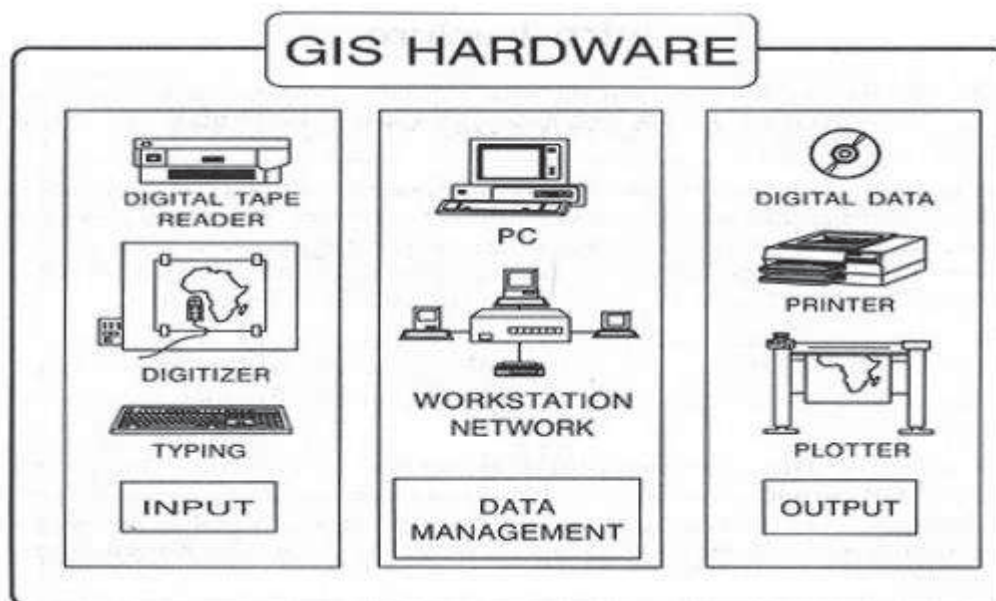 GIS HARDWARE
DIGITAL TAPE
READER
DIGITIZER
TYPING
INPUT
PC
WORKSTATION
NETWORK
DATA
MANAGEMENT
DIGITAL DATA
PRINTER
PLOTTER
OUTPUT